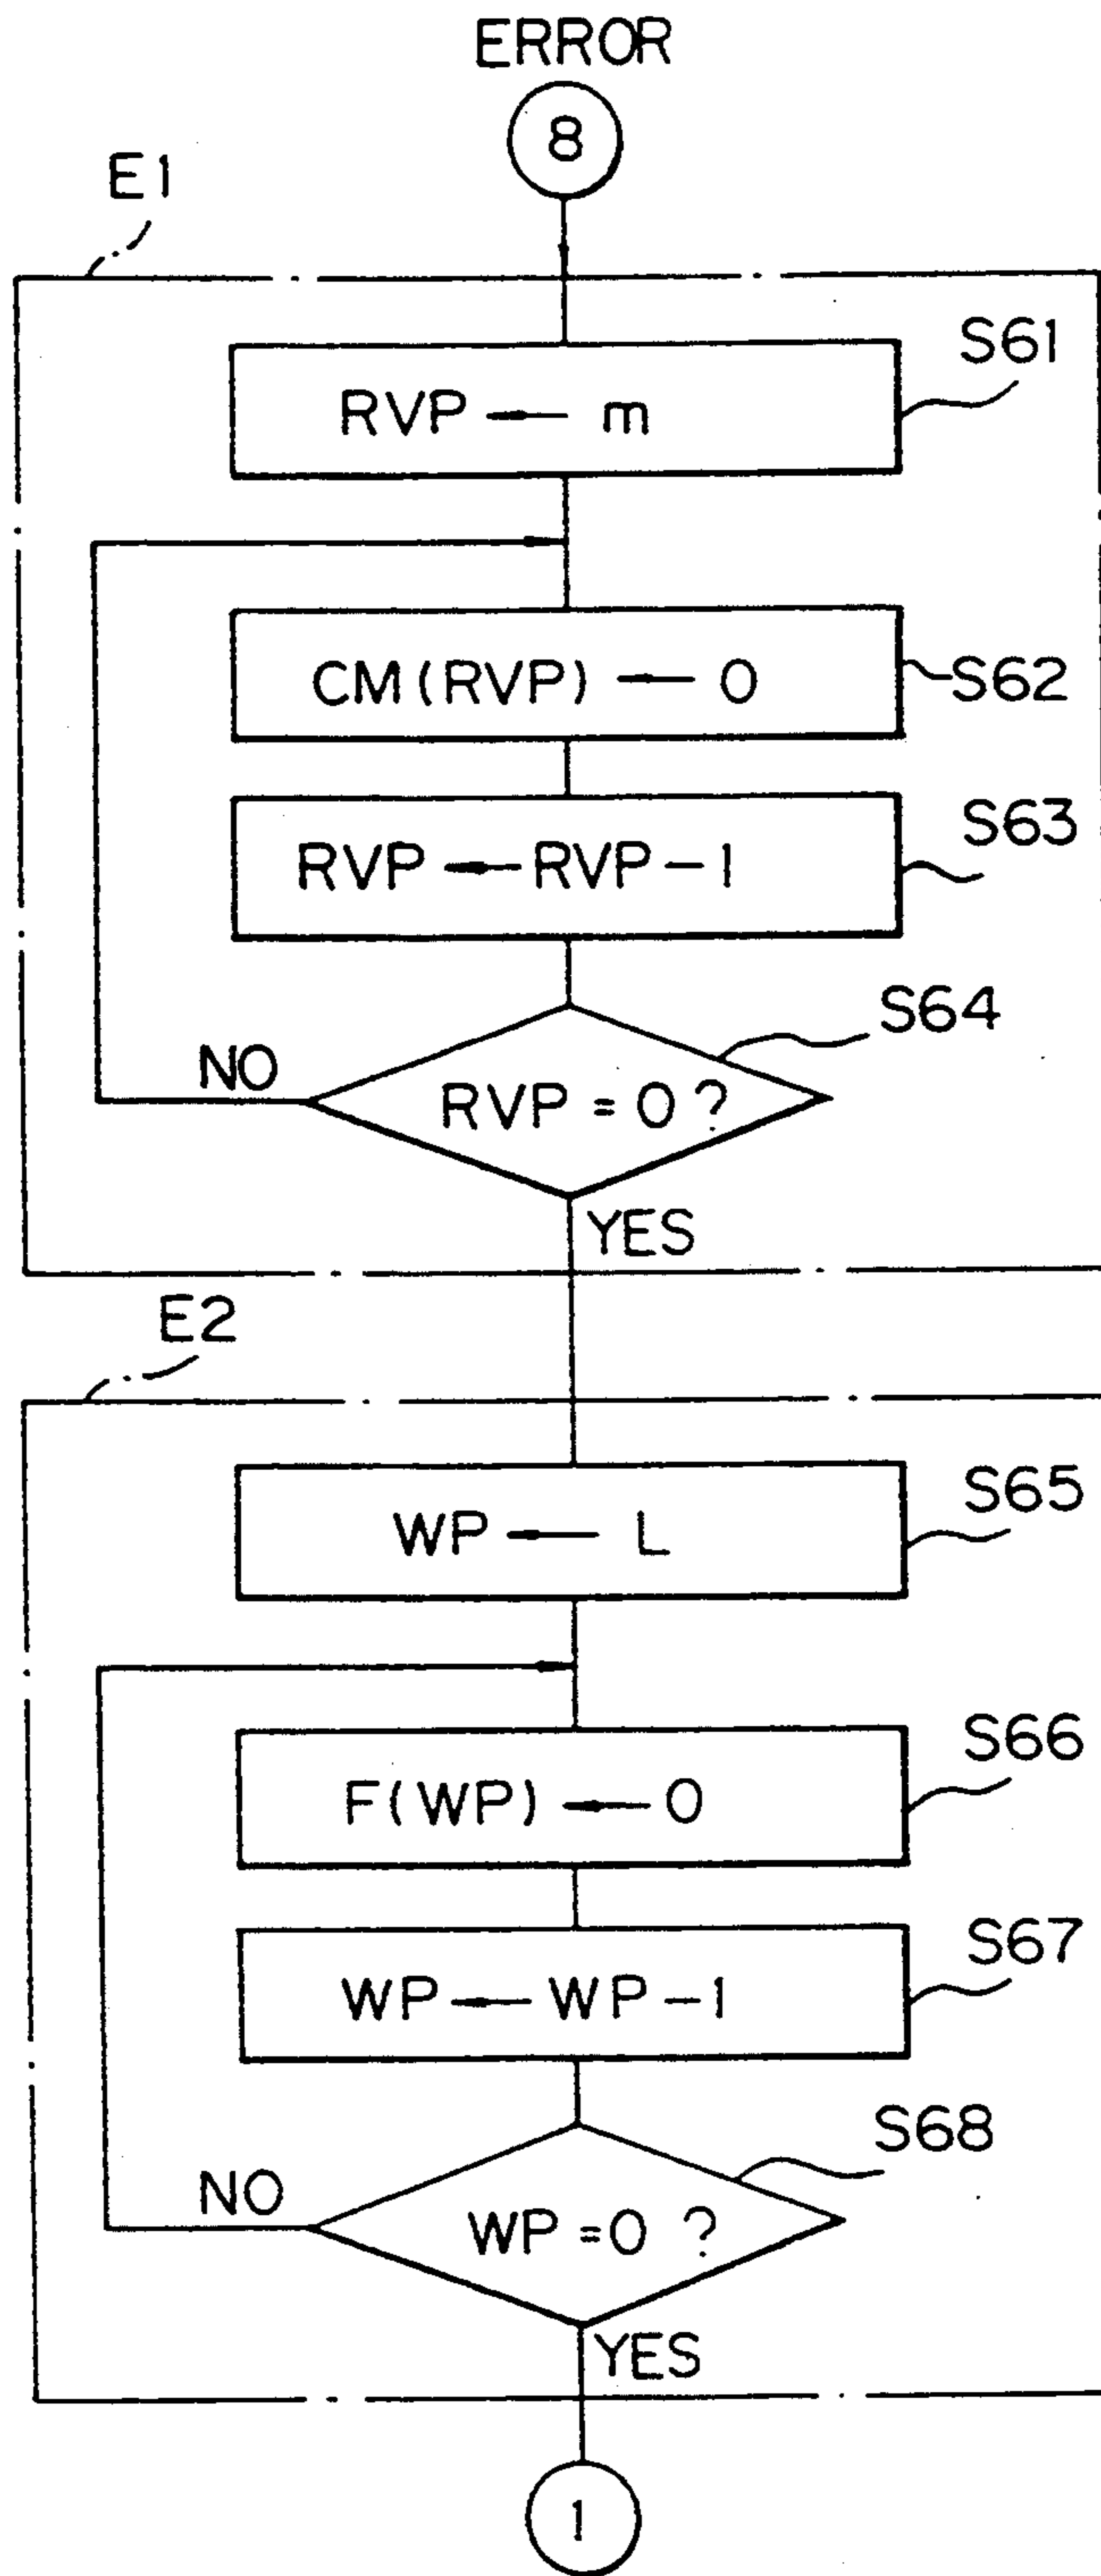 ERROR
8
E1
S61
RVP ← m
CM(RVP) ← 0
S62
S63
RVP ← RVP-1
S64
NO
RVP = 0 ?
YES
E2
S65
WP ← L
S66
F(WP) ← 0
S67
WP ← WP-1
S68
NO
WP = 0 ?
YES
1